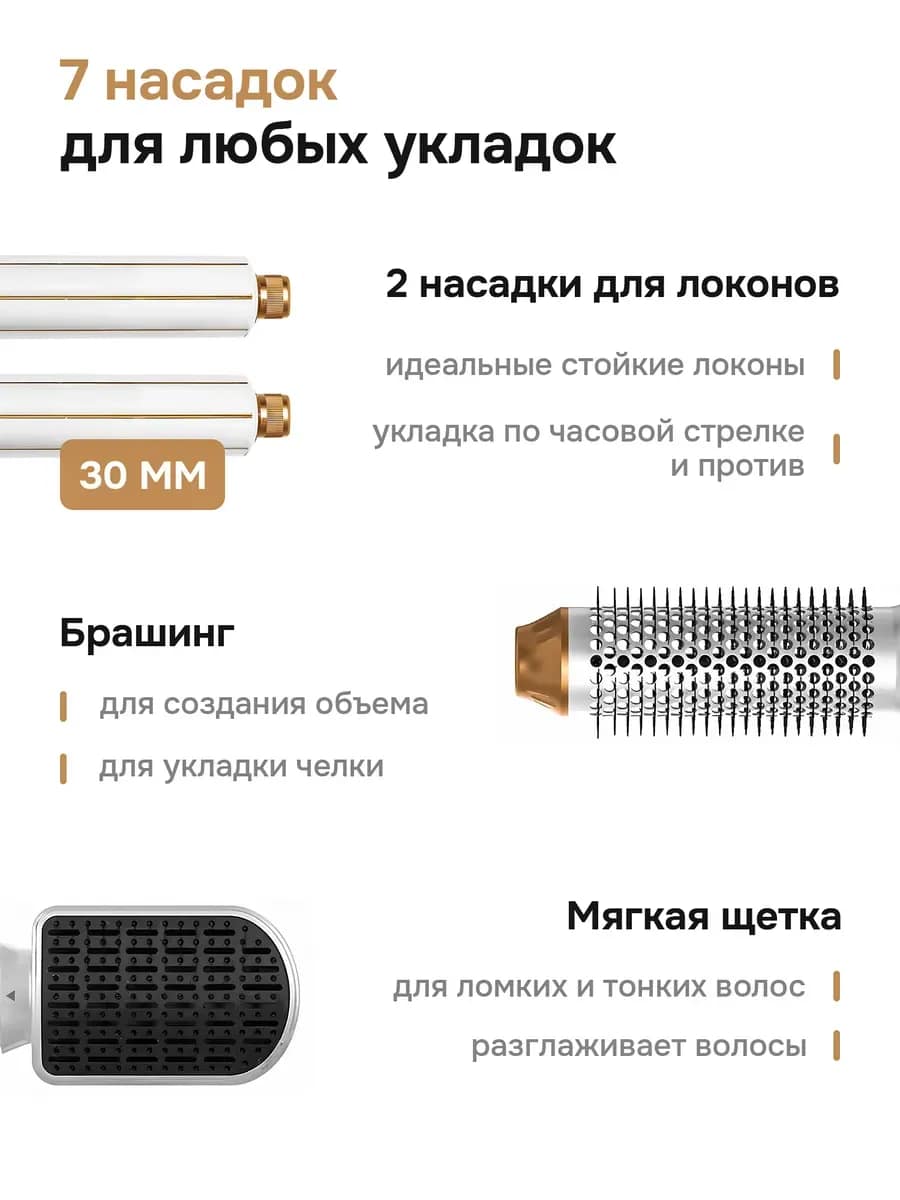 7 насадок
для любых укладок
2 насадки для локонов
идеальные стойкие локоны
укладка по часовой стрелке
и против
30 ММ
Брашинг
для создания объема
для укладки челки
Мягкая щетка
для ломких и тонких волос
разглаживает волосы